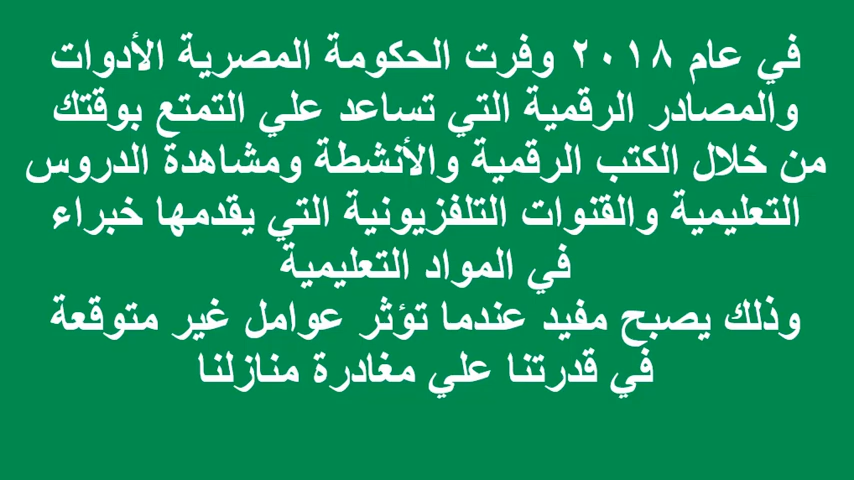 في عام ٢٠١٨ وفرت الحكومة المصرية الأدوات
والمصادر الرقمية التي تساعد علي التمتع بوقتك
من خلال الكتب الرقمية والأنشطة ومشاهدة الدروس
التعليمية والقنوات التلفزيونية التي يقدمها خبراء
في المواد التعليمية
وذلك يصبح مفيد عندما تؤثر عوامل غير متوقعة
في قدرتنا علي مغادرة منازلنا